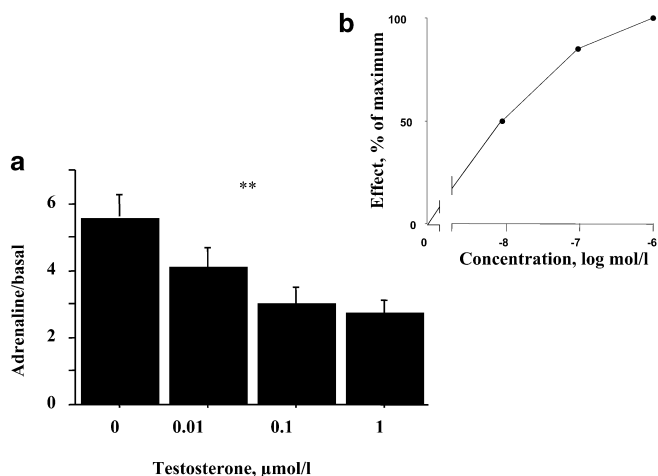 a
Adrenaline/basal
6
4
2
0
**
0 0.01 0.1 1
Testosterone, µmol/l
b
Effect, % of maximum
100
50
0
0 -8 -7 -6
Concentration, log mol/l